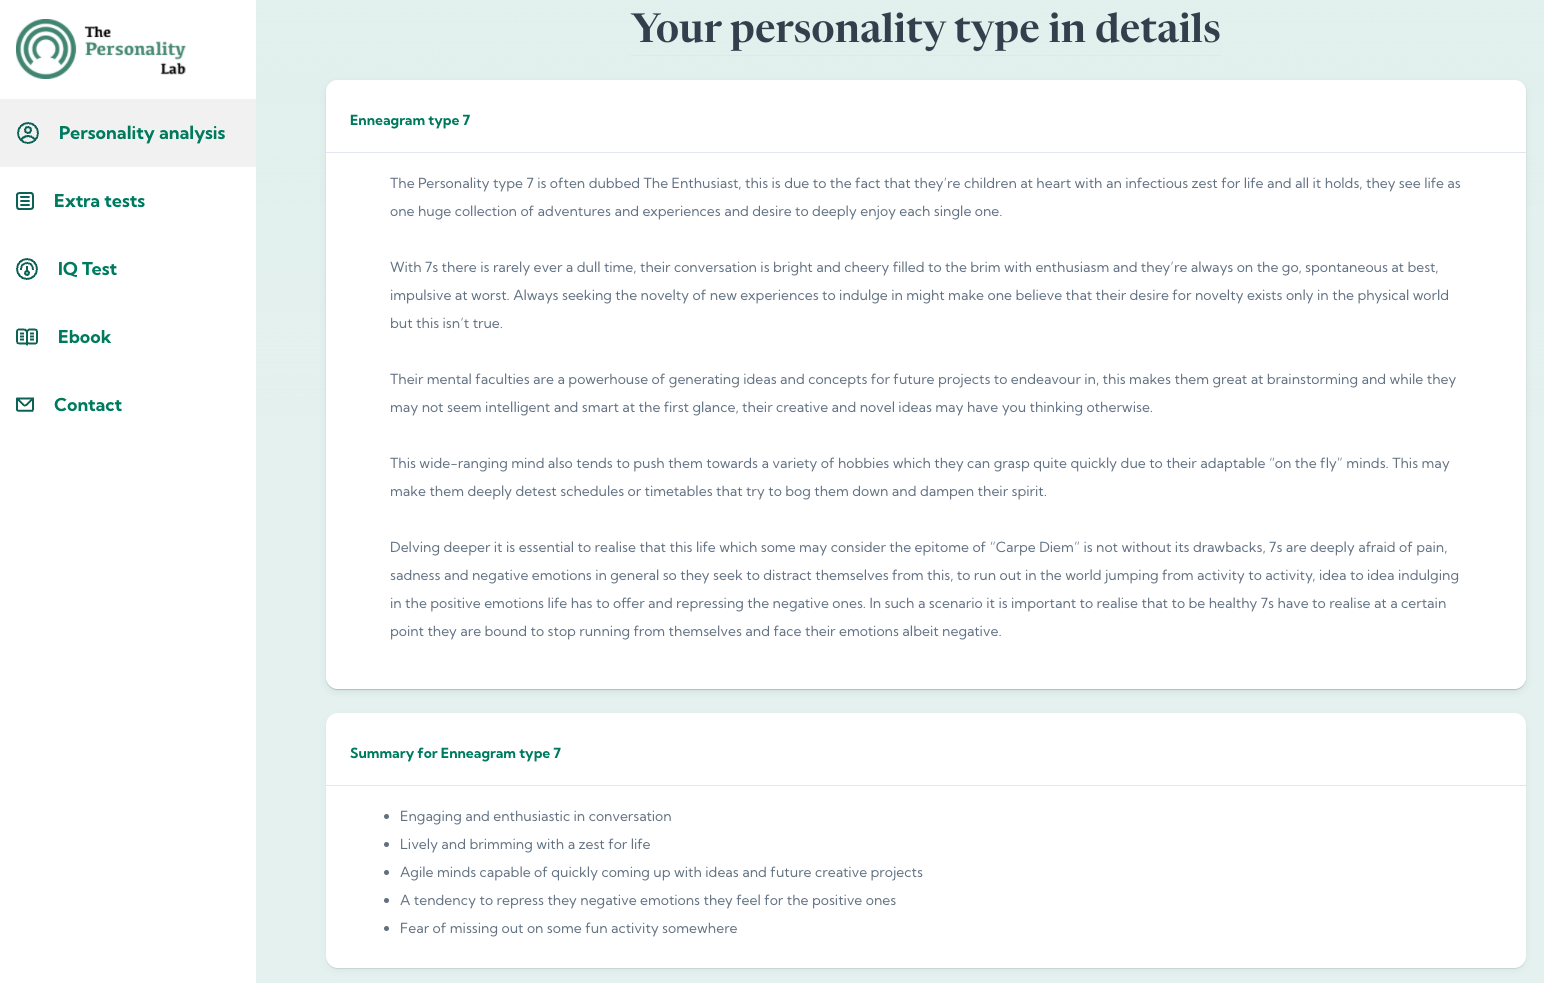 The
Personality
Lab
Personality analysis
Extra tests
IQ Test
Ebook
Contact
Your personality type in details
Enneagram type 7
The Personality type 7 is often dubbed The Enthusiast, this is due to the fact that they're children at heart with an infectious zest for life and all it holds, they see life as
one huge collection of adventures and experiences and desire to deeply enjoy each single one.
With 7s there is rarely ever a dull time, their conversation is bright and cheery filled to the brim with enthusiasm and they're always on the go, spontaneous at best,
impulsive at worst. Always seeking the novelty of new experiences to indulge in might make one believe that their desire for novelty exists only in the physical world
but this isn't true.
Their mental faculties are a powerhouse of generating ideas and concepts for future projects to endeavour in, this makes them great at brainstorming and while they
may not seem intelligent and smart at the first glance, their creative and novel ideas may have you thinking otherwise.
This wide-ranging mind also tends to push them towards a variety of hobbies which they can grasp quite quickly due to their adaptable "on the fly" minds. This may
make them deeply detest schedules or timetables that try to bog them down and dampen their spirit.
Delving deeper it is essential to realise that this life which some may consider the epitome of "Carpe Diem" is not without its drawbacks, 7s are deeply afraid of pain,
sadness and negative emotions in general so they seek to distract themselves from this, to run out in the world jumping from activity to activity, idea to idea indulging
in the positive emotions life has to offer and repressing the negative ones. In such a scenario it is important to realise that to be healthy 7s have to realise at a certain
point they are bound to stop running from themselves and face their emotions albeit negative.
Summary for Enneagram type 7
• Engaging and enthusiastic in conversation
• Lively and brimming with a zest for life
• Agile minds capable of quickly coming up with ideas and future creative projects
• A tendency to repress they negative emotions they feel for the positive ones
• Fear of missing out on some fun activity somewhere